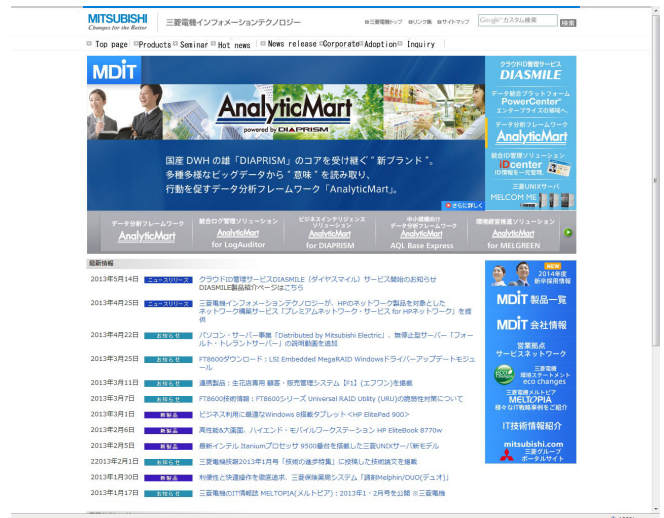 MITSUBISHI
Changes for the Better
三菱電機インフォメーションテクノロジー
三菱電機トップ リンク集 サイトマップ
Google カスタム検索
検索
Top page Products Seminar Hot news News release Corporate Adoption Inquiry
MDIT
AnalyticMart
powered by DIAPRISM
国産 DWH の雄「DIAPRISM」のコアを受け継ぐ"新ブランド"。
多種多様なビッグデータから"意味"を読み取り、
行動を促すデータ分析フレームワーク「AnalyticMart」。
さらに詳しく
クラウドID管理サービス
DIASMILE
データ統合プラットフォーム
PowerCenter
エンタープライズの領域へ.
データ分析フレームワーク
AnalyticMart
統合ID管理ソリューション
iDcenter
ID情報を一元管理.
三菱UNIXサーバ
MELCOM ME
データ分析フレームワーク
AnalyticMart
統合ログ管理ソリューション
AnalyticMart
for LogAuditor
ビジネスインテリジェンス
ソリューション
AnalyticMart
for DIAPRISM
中小規模向け
データ分析フレームワーク
AnalyticMart
AQL Base Express
環境経営推進ソリューション
AnalyticMart
for MELGREEN
最新情報
2013年5月14日 ニュースリリース クラウドID管理サービスDIASMILE（ダイヤスマイル）サービス開始のお知らせ
DIASMILE製品紹介ページはこちら
2013年4月25日 ニュースリリース 三菱電機インフォメーションテクノロジーが、HPのネットワーク製品を対象とした
ネットワーク構築サービス「プレミアムネットワーク・サービス for HPネットワーク」を提
供
2013年4月22日 お知らせ パソコン・サーバー事業「Distributed by Mitsubishi Electric」、無停止型サーバー「フォー
ルト・トレラントサーバー」の説明動画を追加
2013年3月25日 お知らせ FT8600ダウンロード：LSI Embedded MegaRAID Windowsドライバーアップデートモジュ
ール
2013年3月11日 お知らせ 連携製品：生花店専用 顧客・販売管理システム【F1】(エフワン)を掲載
2013年3月7日 お知らせ FT8600技術情報：FT8600シリーズ Universal RAID Utility (URU)の脆弱性対策について
2013年3月1日 新製品 ビジネス利用に最適なWindows 8搭載タブレット<HP ElitePad 900>
2013年2月6日 新製品 高性能&大画面、ハイエンド・モバイルワークステーション HP EliteBook 8770w
2013年2月5日 新製品 最新インテル Itaniumプロセッサ 9500番台を搭載した三菱UNIXサーバ新モデル
22013年2月1日 お知らせ 三菱電機技報2013年1月号「技術の進歩特集」に投稿した技術論文を掲載
2013年1月30日 新製品 利便性と快適操作を徹底追求、三菱保険薬局システム「調剤Melphin/DUO(デュオ)」
2013年1月17日 お知らせ 三菱電機のIT情報誌 MELTOPIA(メルトピア)：2013年1・2月号を公開 ※三菱電機
NEW
2014年度
新卒採用情報
MDIT 製品一覧
MDIT 会社情報
営業拠点
サービスネットワーク
三菱電機
環境ステートメント
eco changes
三菱電機メルトピア
MELTOPIA
様々なIT戦略事例をご紹介
IT技術情報紹介
mitsubishi.com
三菱グループ
ポータルサイト